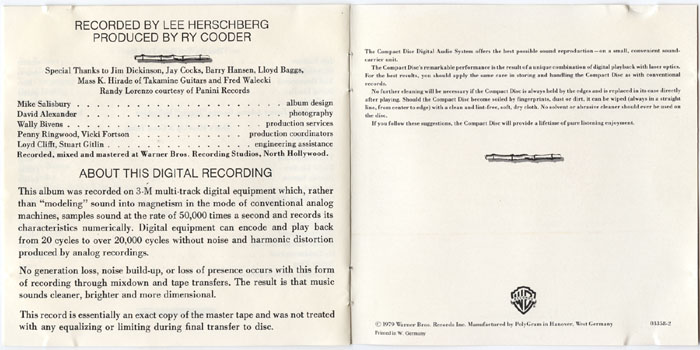 RECORDED BY LEE HERSCHBERG
PRODUCED BY RY COODER
Special Thanks to Jim Dickinson, Jay Cocks, Barry Hansen, Lloyd Baggs,
Mass K. Hirade of Takamine Guitars and Fred Walecki
Randy Lorenzo courtesy of Panini Records
Mike Salisbury . . . . . . . . . . . . . . . . . . . . album design
David Alexander . . . . . . . . . . . . . . . . . . . . photography
Wally Bivens . . . . . . . . . . . . . . . . . . production services
Penny Ringwood, Vicki Fortson . . . . . . . . . . . production coordinators
Loyd Clifft, Stuart Gitlin . . . . . . . . . . . . engineering assistance
Recorded, mixed and mastered at Warner Bros. Recording Studios, North Hollywood.
ABOUT THIS DIGITAL RECORDING
This album was recorded on 3-M multi-track digital equipment which, rather
than "modeling" sound into magnetism in the mode of conventional analog
machines, samples sound at the rate of 50,000 times a second and records its
characteristics numerically. Digital equipment can encode and play back
from 20 cycles to over 20,000 cycles without noise and harmonic distortion
produced by analog recordings.
No generation loss, noise build-up, or loss of presence occurs with this form
of recording through mixdown and tape transfers. The result is that music
sounds cleaner, brighter and more dimensional.
This record is essentially an exact copy of the master tape and was not treated
with any equalizing or limiting during final transfer to disc.
The Compact Disc Digital Audio System offers the best possible sound reproduction—on a small, convenient sound-
carrier unit.
The Compact Disc's remarkable performance is the result of a unique combination of digital playback with laser optics.
For the best results, you should apply the same care in storing and handling the Compact Disc as with conventional
records.
No further cleaning will be necessary if the Compact Disc is always held by the edges and is replaced in its case directly
after playing. Should the Compact Disc become soiled by fingerprints, dust or dirt, it can be wiped (always in a straight
line, from center to edge) with a clean and lint-free, soft, dry cloth. No solvent or abrasive cleaner should ever be used on
the disc.
If you follow these suggestions, the Compact Disc will provide a lifetime of pure listening enjoyment.
© 1979 Warner Bros. Records Inc. Manufactured by PolyGram in Hanover, West Germany 03358-2
Printed in W. Germany